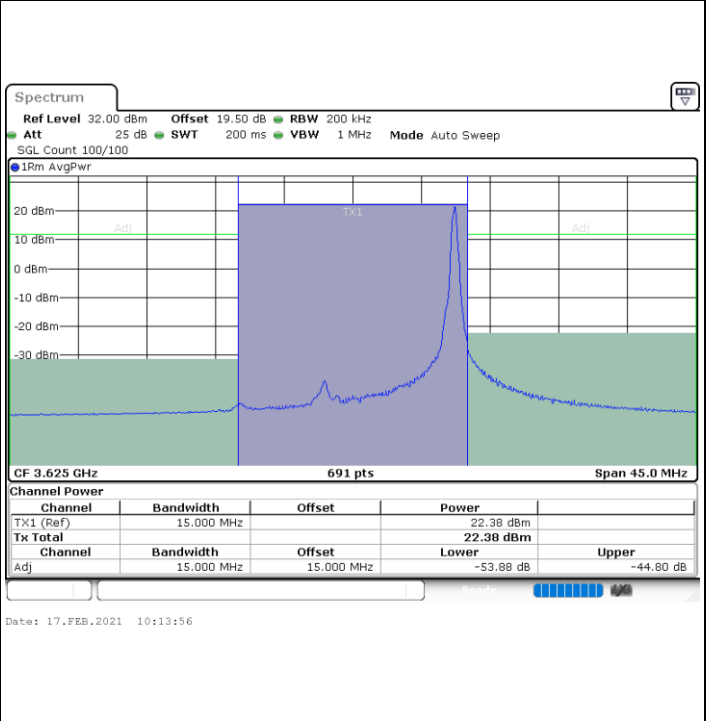 Spectrum
Ref Level 32.00 dBm Offset 19.50 dB RBW 200 kHz
Att 25 dB SWT 200 ms VBW 1 MHz Mode Auto Sweep
SGL Count 100/100
1Rm AvgPwr
TX1
20 dBm
Adj Adj
10 dBm
0 dBm
-10 dBm
-20 dBm
-30 dBm
CF 3.625 GHz 691 pts Span 45.0 MHz
Channel Power
Channel Bandwidth Offset Power
TX1 (Ref) 15.000 MHz 22.38 dBm
Tx Total 22.38 dBm
Channel Bandwidth Offset Lower Upper
Adj 15.000 MHz 15.000 MHz -53.88 dB -44.80 dB
Ready
Date: 17.FEB.2021 10:13:56